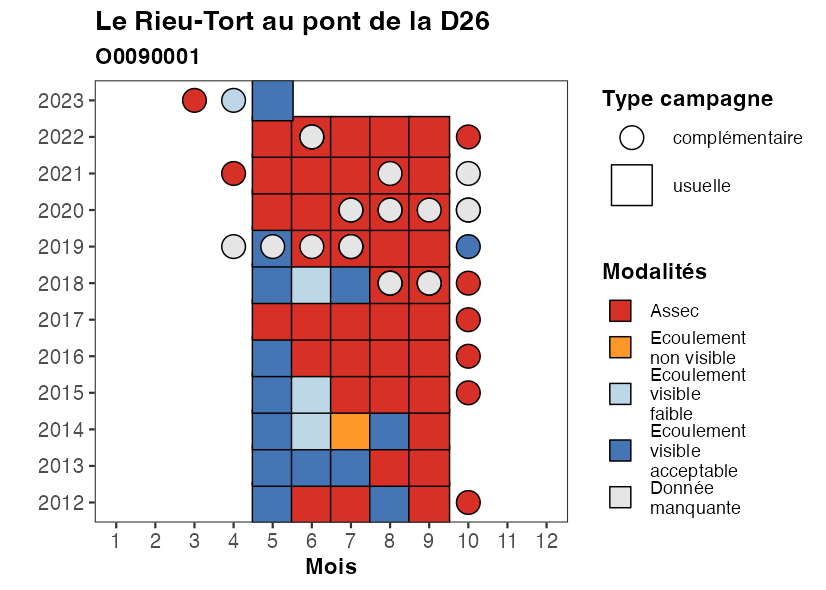 Le Rieu-Tort au pont de la D26
O0090001
2023
2022
2021
2020
2019
2018
2017
2016
2015
2014
2013
2012
1 2 3 4 5 6 7 8 9 10 11 12
Mois
Type campagne
complémentaire
usuelle
Modalités
Assec
Ecoulement
non visible
Ecoulement
visible
faible
Ecoulement
visible
acceptable
Donnée
manquante